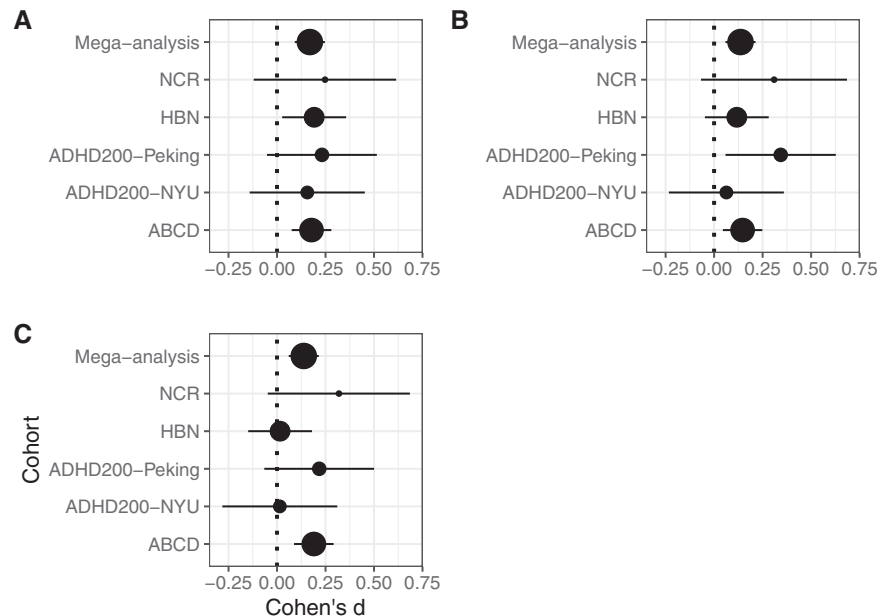 A
Mega−analysis
NCR
HBN
ADHD200−Peking
ADHD200−NYU
ABCD
−0.25 0.00 0.25 0.50 0.75
B
Mega−analysis
NCR
HBN
ADHD200−Peking
ADHD200−NYU
ABCD
−0.25 0.00 0.25 0.50 0.75
C
Cohort
Mega−analysis
NCR
HBN
ADHD200−Peking
ADHD200−NYU
ABCD
−0.25 0.00 0.25 0.50 0.75
Cohen's d